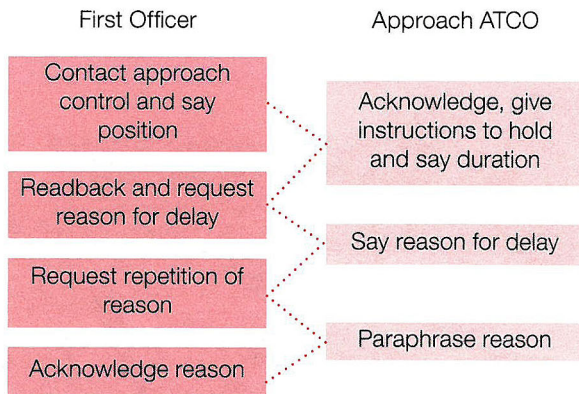 First Officer
Approach ATCO
Contact approach
control and say
position
Acknowledge, give
instructions to hold
and say duration
Readback and request
reason for delay
Say reason for delay
Request repetition of
reason
Paraphrase reason
Acknowledge reason